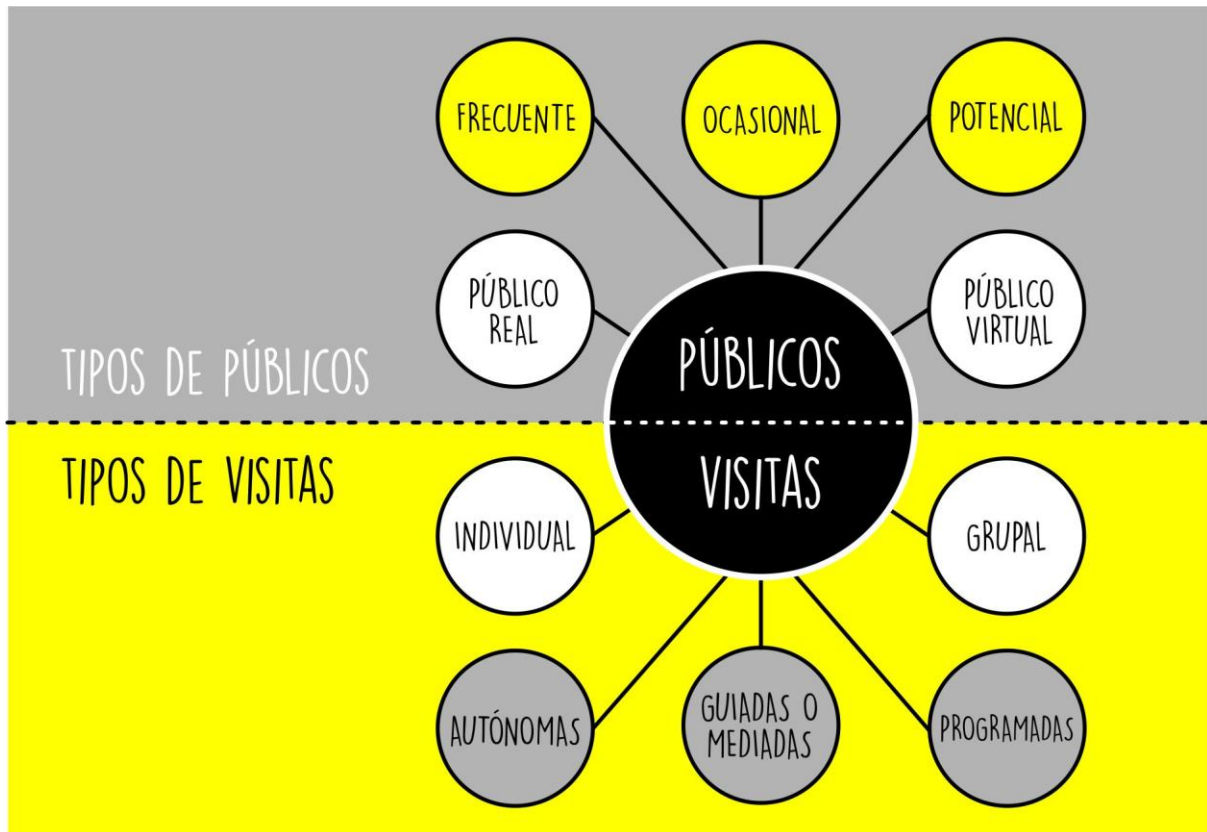 FRECUENTE
OCASIONAL
POTENCIAL
PÚBLICO
REAL
PÚBLICO
VIRTUAL
TIPOS DE PÚBLICOS
PÚBLICOS
TIPOS DE VISITAS
VISITAS
INDIVIDUAL
GRUPAL
AUTÓNOMAS
GUIADAS O
MEDIADAS
PROGRAMADAS